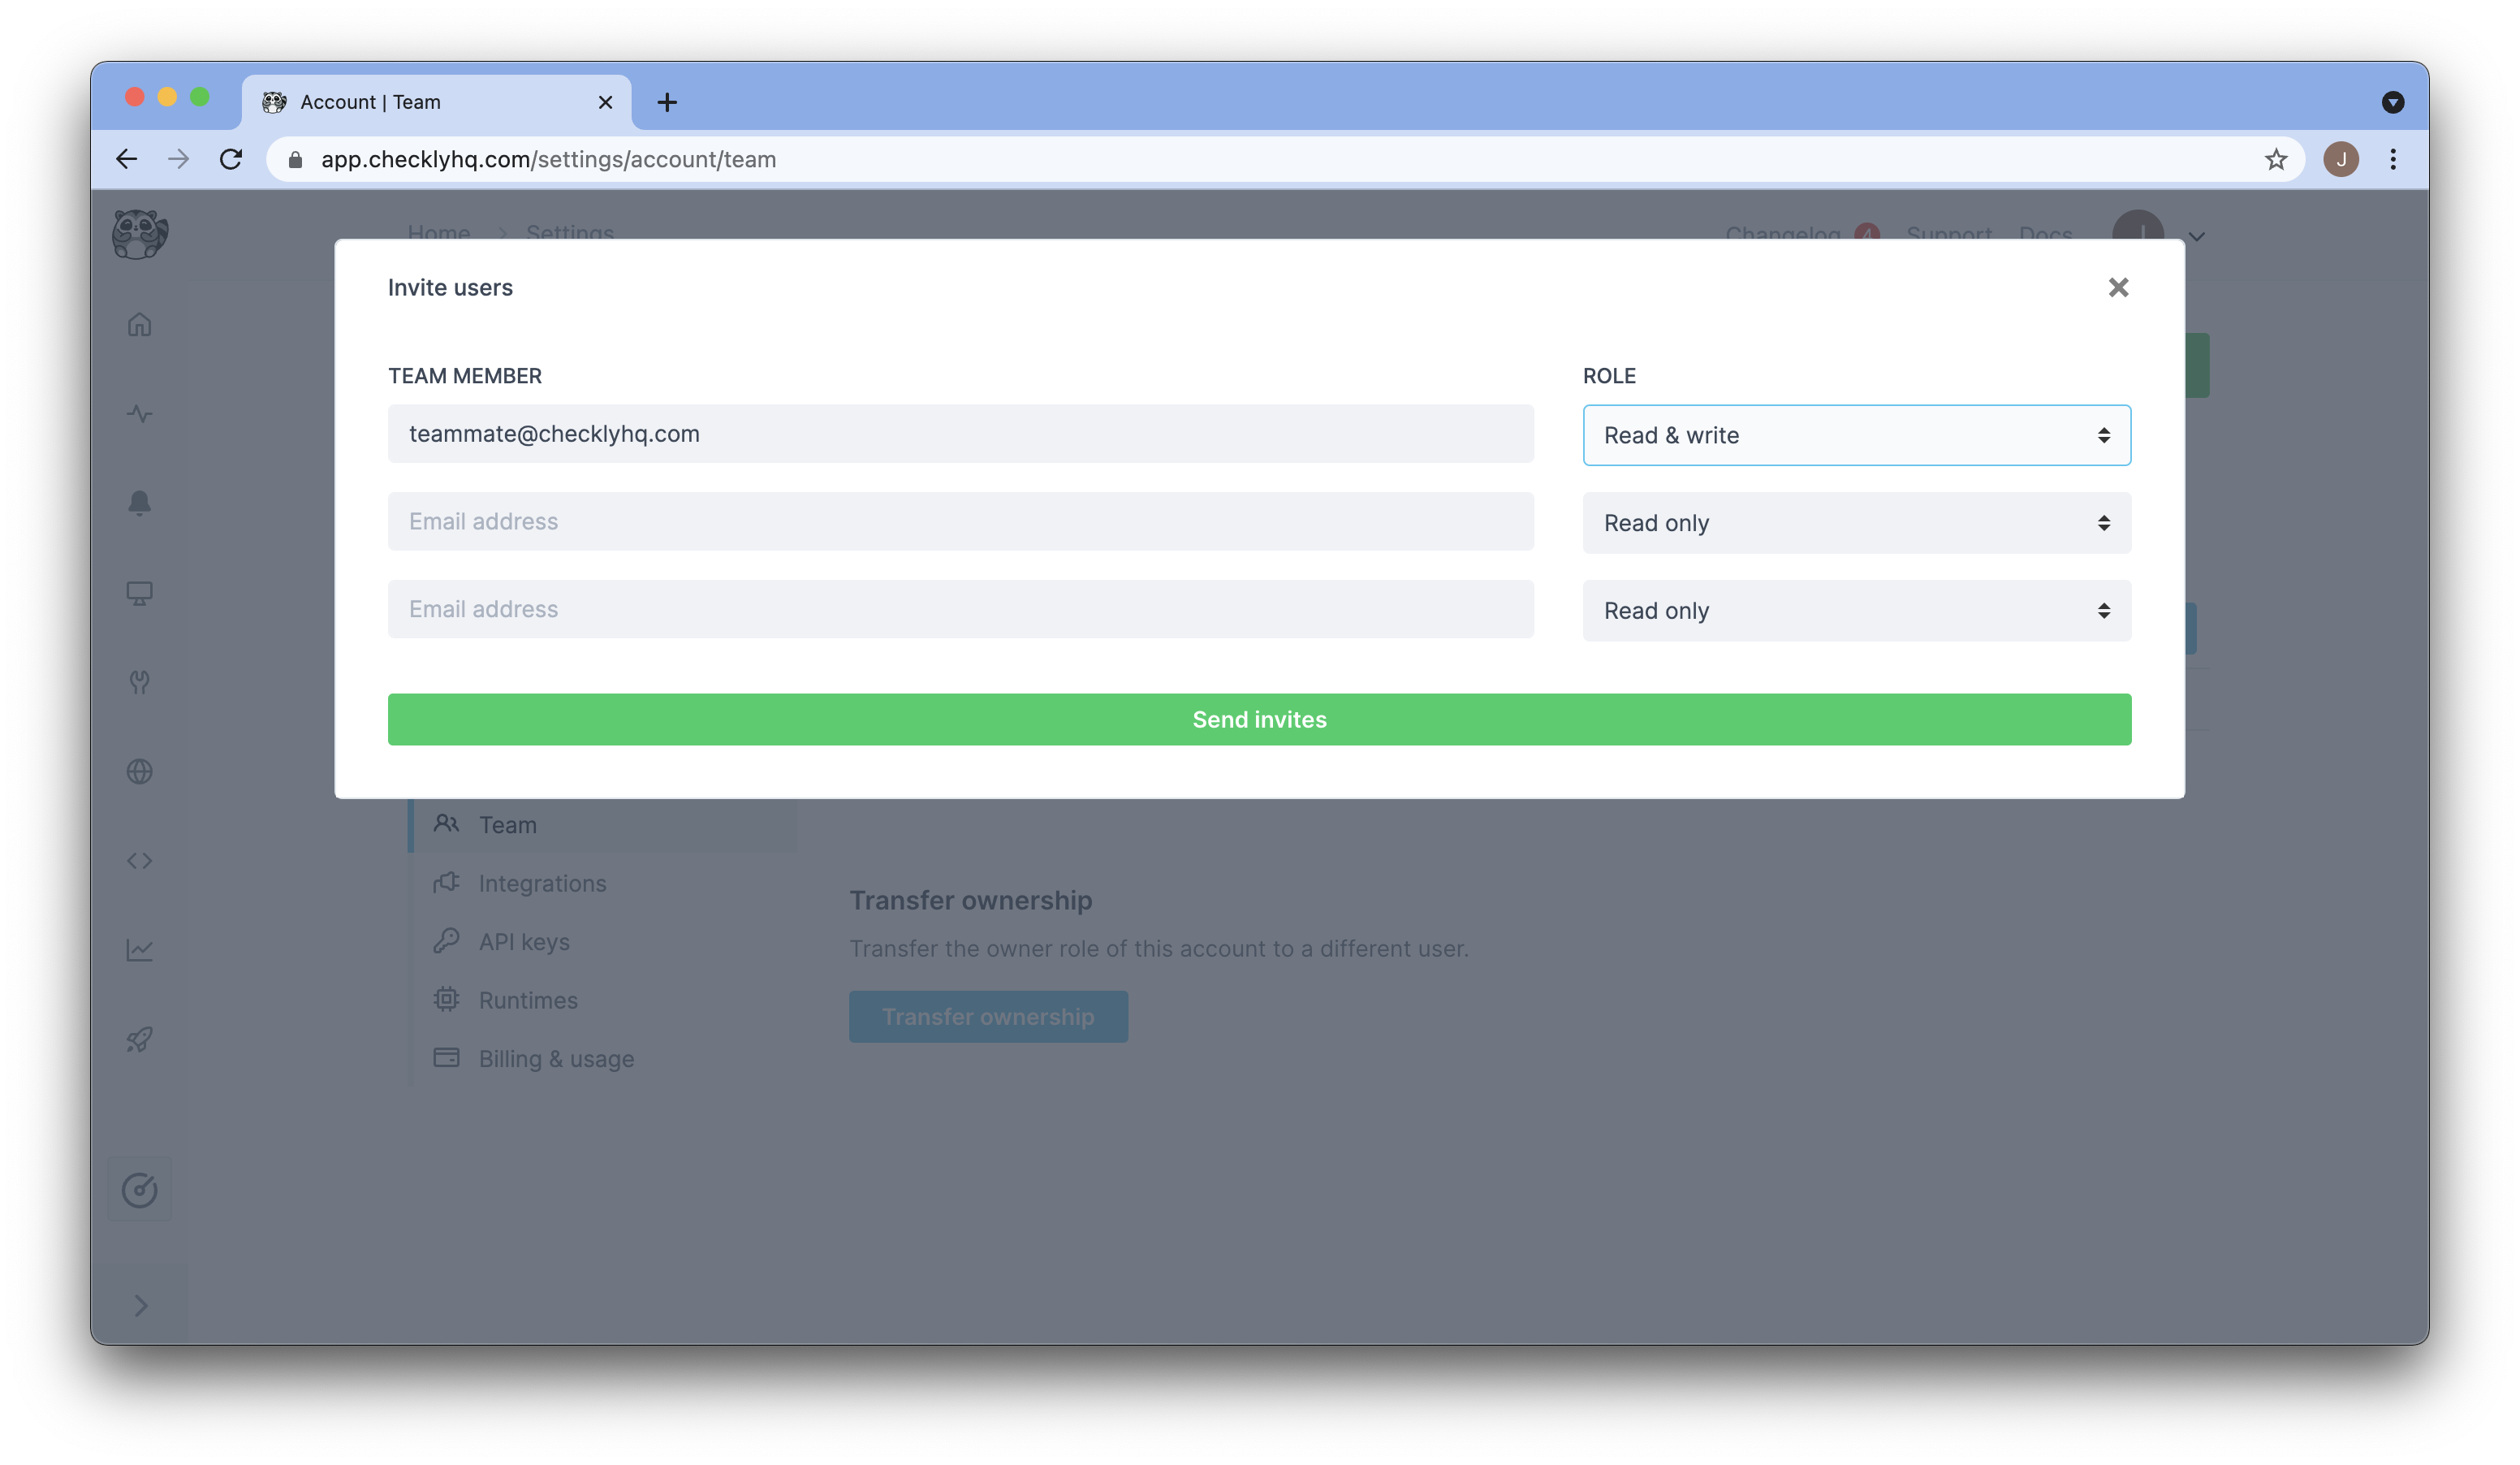 Account | Team
app.checklyhq.com/settings/account/team
J
Home > Settings
Changelog 4 Support Docs
Invite users
TEAM MEMBER ROLE
teammate@checklyhq.com Read & write
Email address Read only
Email address Read only
Send invites
Team
Integrations
API keys
Runtimes
Billing & usage
Transfer ownership
Transfer the owner role of this account to a different user.
Transfer ownership